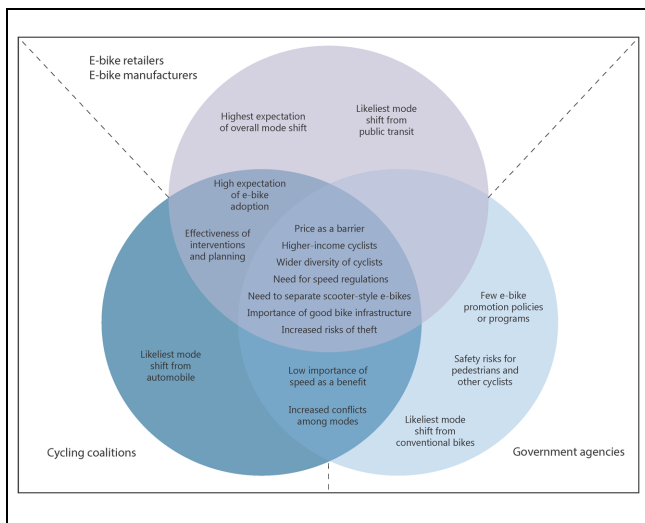 E-bike retailers
E-bike manufacturers
Highest expectation
of overall mode shift
Likeliest mode
shift from
public transit
High expectation
of e-bike
adoption
Effectiveness of
interventions
and planning
Price as a barrier
Higher-income cyclists
Wider diversity of cyclists
Need for speed regulations
Need to separate scooter-style e-bikes
Importance of good bike infrastructure
Increased risks of theft
Few e-bike
promotion policies
or programs
Safety risks for
pedestrians and
other cyclists
Likeliest mode
shift from
conventional bikes
Likeliest mode
shift from
automobile
Low importance of
speed as a benefit
Increased conflicts
among modes
Cycling coalitions
Government agencies